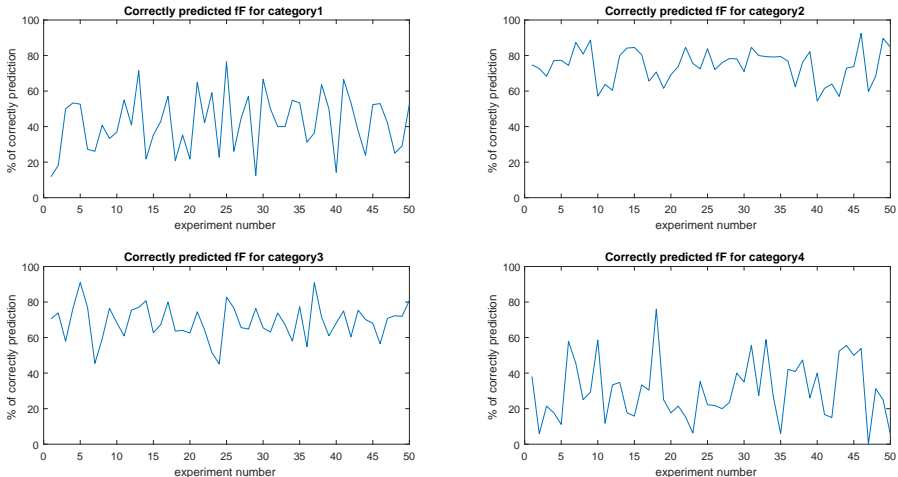 Correctly predicted fF for category1
100
80
60
40
20
0
% of correctly prediction
0 5 10 15 20 25 30 35 40 45 50
experiment number
Correctly predicted fF for category2
100
80
60
40
20
0
% of correctly prediction
0 5 10 15 20 25 30 35 40 45 50
experiment number
Correctly predicted fF for category3
100
80
60
40
20
0
% of correctly prediction
0 5 10 15 20 25 30 35 40 45 50
experiment number
Correctly predicted fF for category4
100
80
60
40
20
0
% of correctly prediction
0 5 10 15 20 25 30 35 40 45 50
experiment number